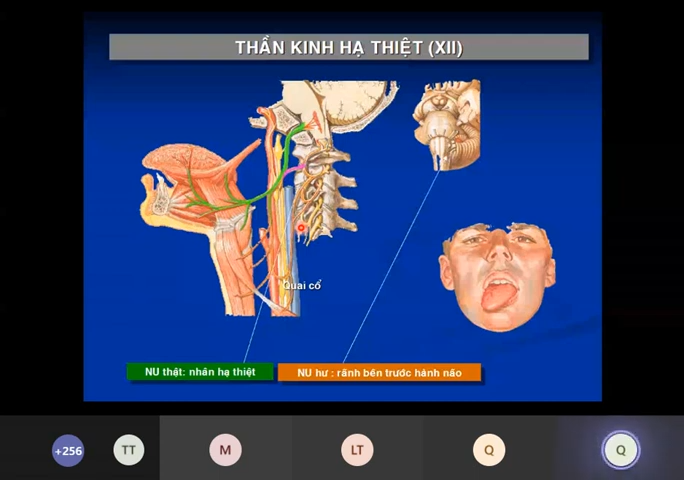 THẦN KINH HẠ THIỆT (XII)
Quai cổ
NU thật: nhân hạ thiệt
NU hư : rãnh bên trước hành não
+256
TT
M
LT
Q
Q